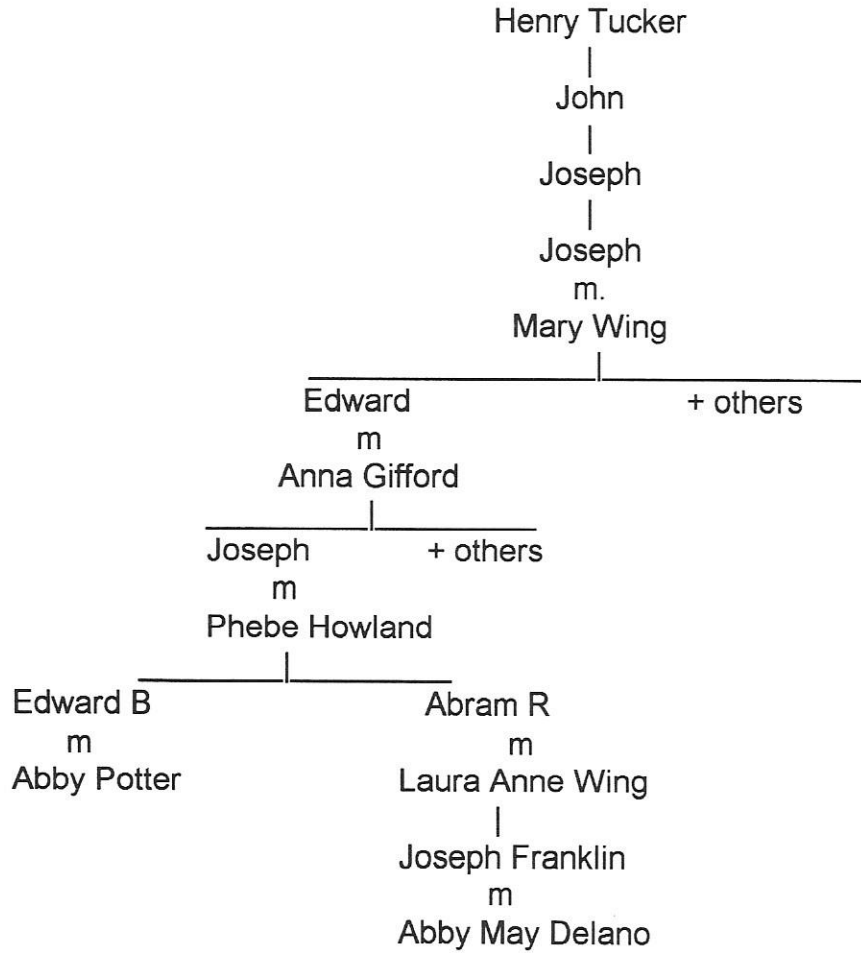 Henry Tucker
John
Joseph
Joseph
m.
Mary Wing
Edward + others
m
Anna Gifford
Joseph + others
m
Phebe Howland
Edward B Abram R
m m
Abby Potter Laura Anne Wing
Joseph Franklin
m
Abby May Delano